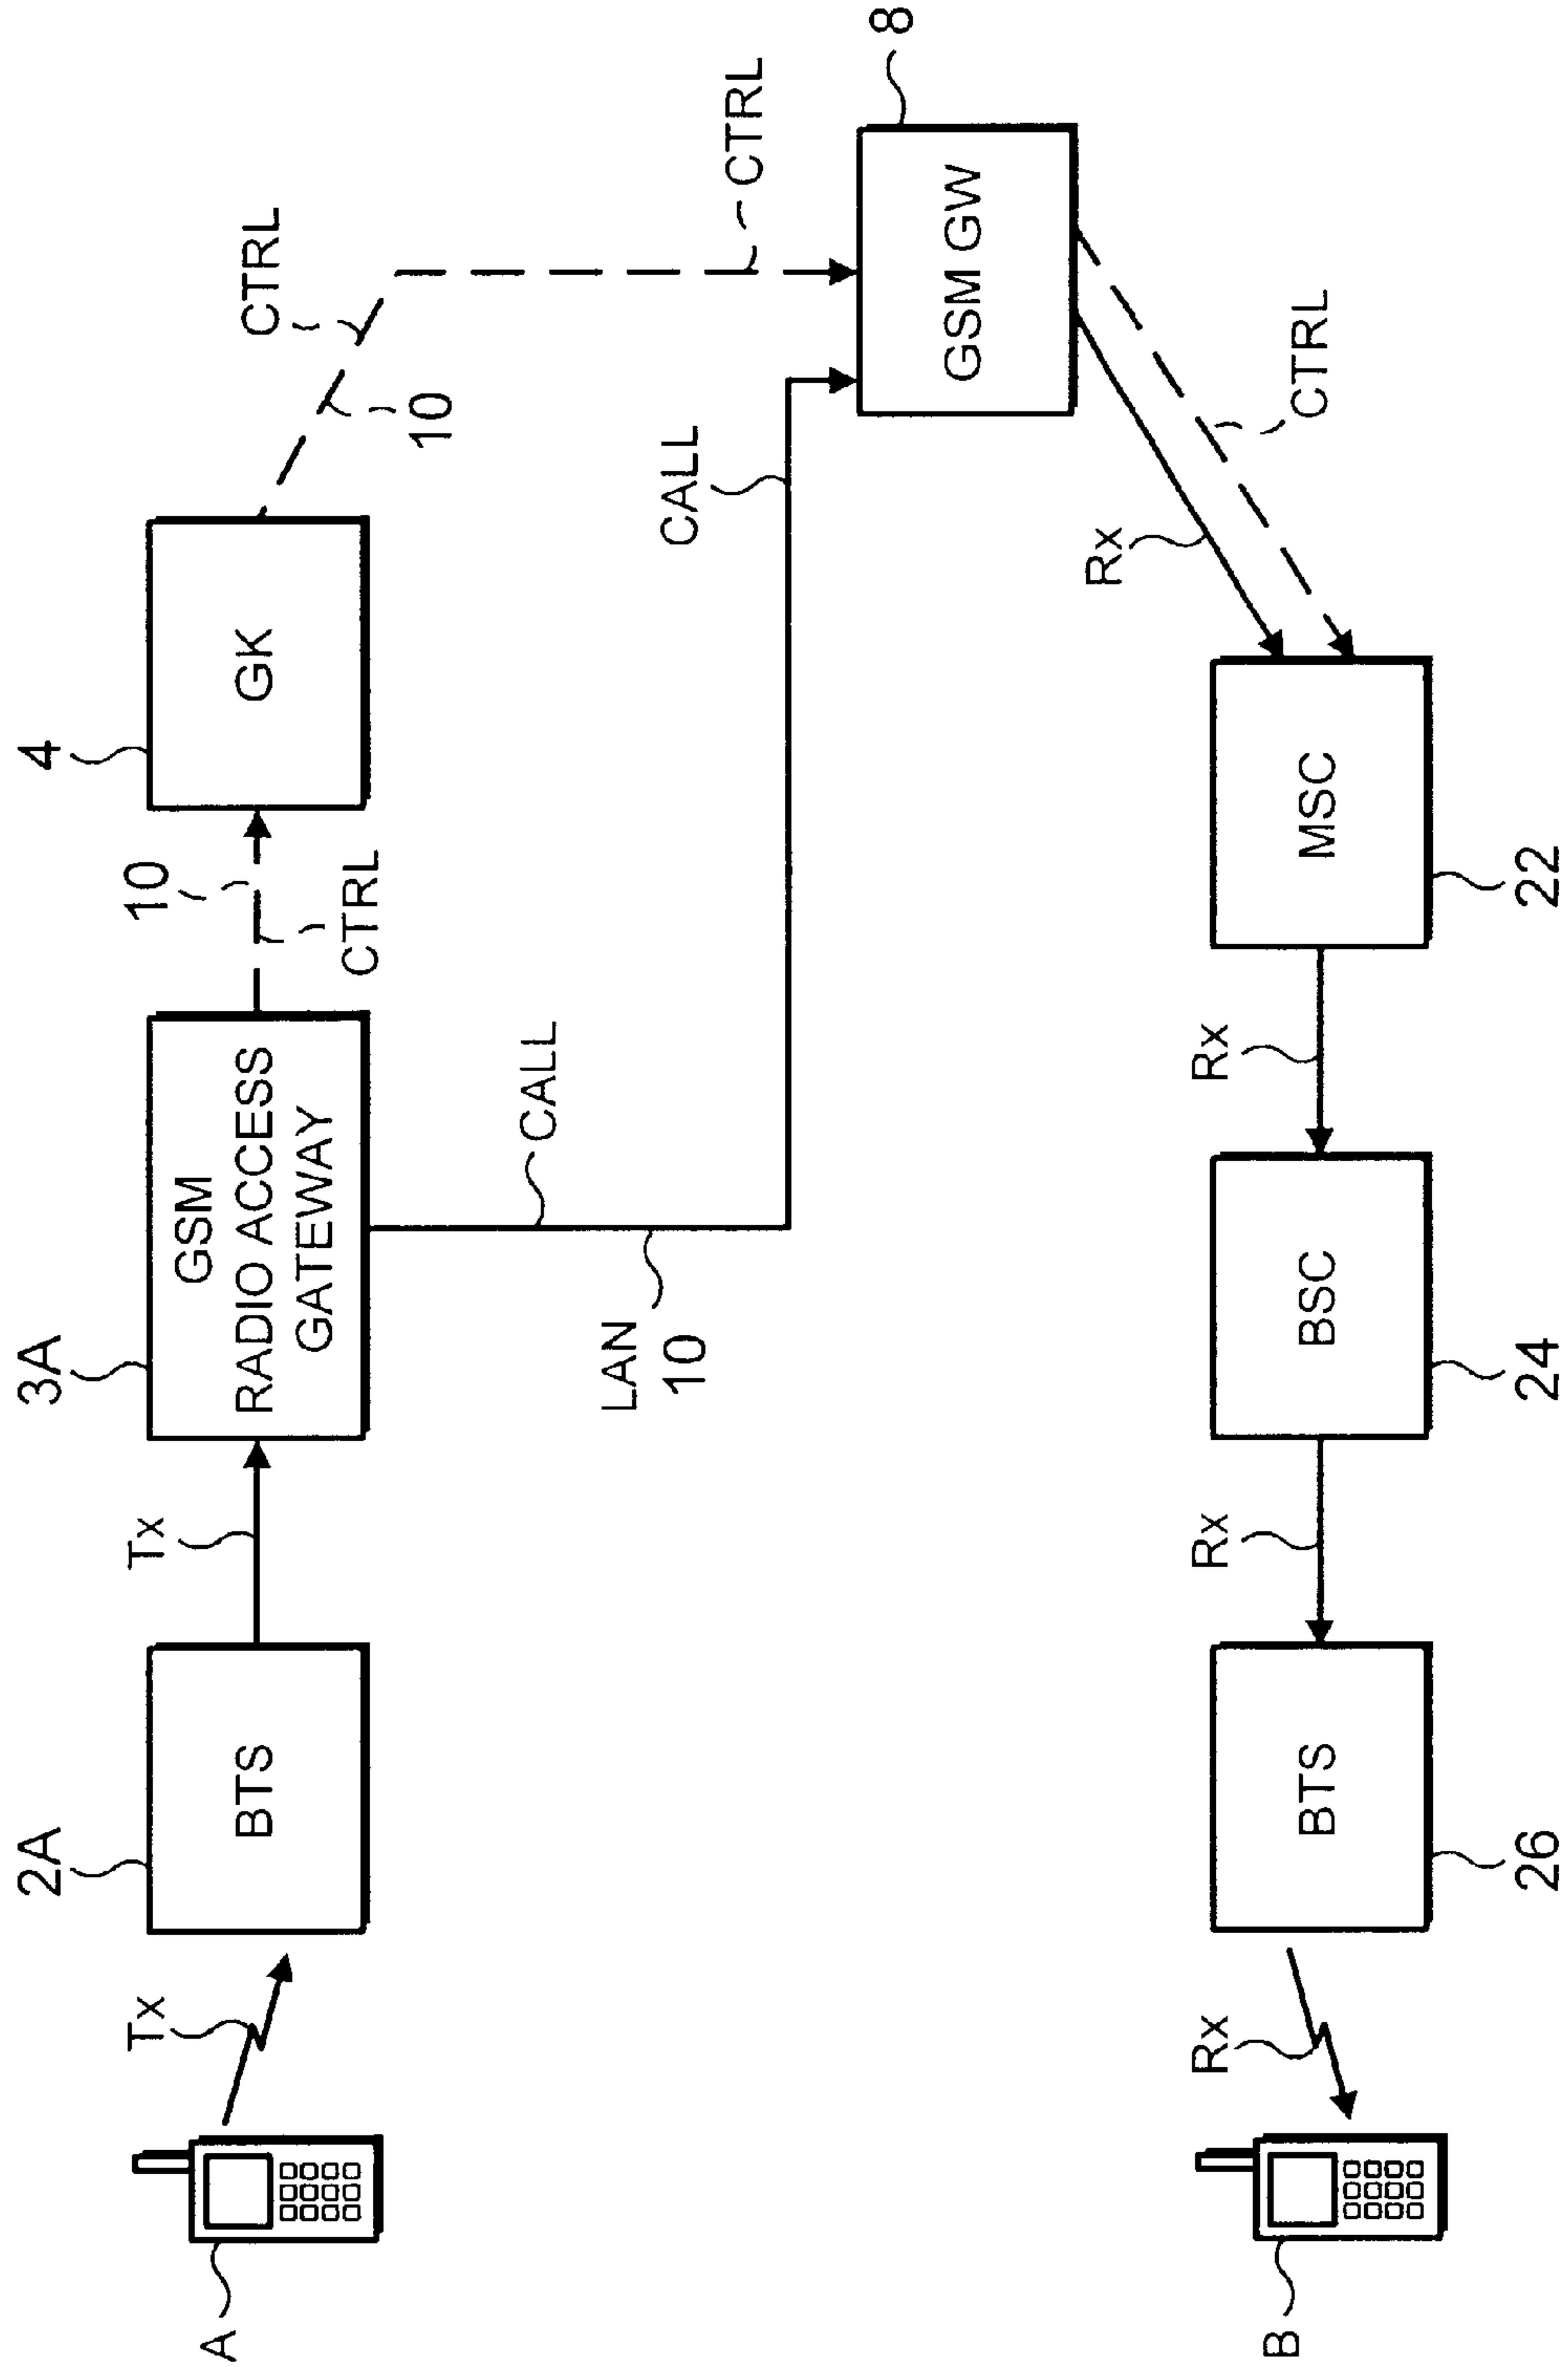 A
Tx
2A
BTS
Tx
3A
GSM
RADIO ACCESS
GATEWAY
10
CTRL
4
GK
CTRL
10
CTRL
CALL
LAN
10
CALL
8
GSM GW
Rx
CTRL
MSC
22
Rx
BSC
24
Rx
BTS
26
Rx
B